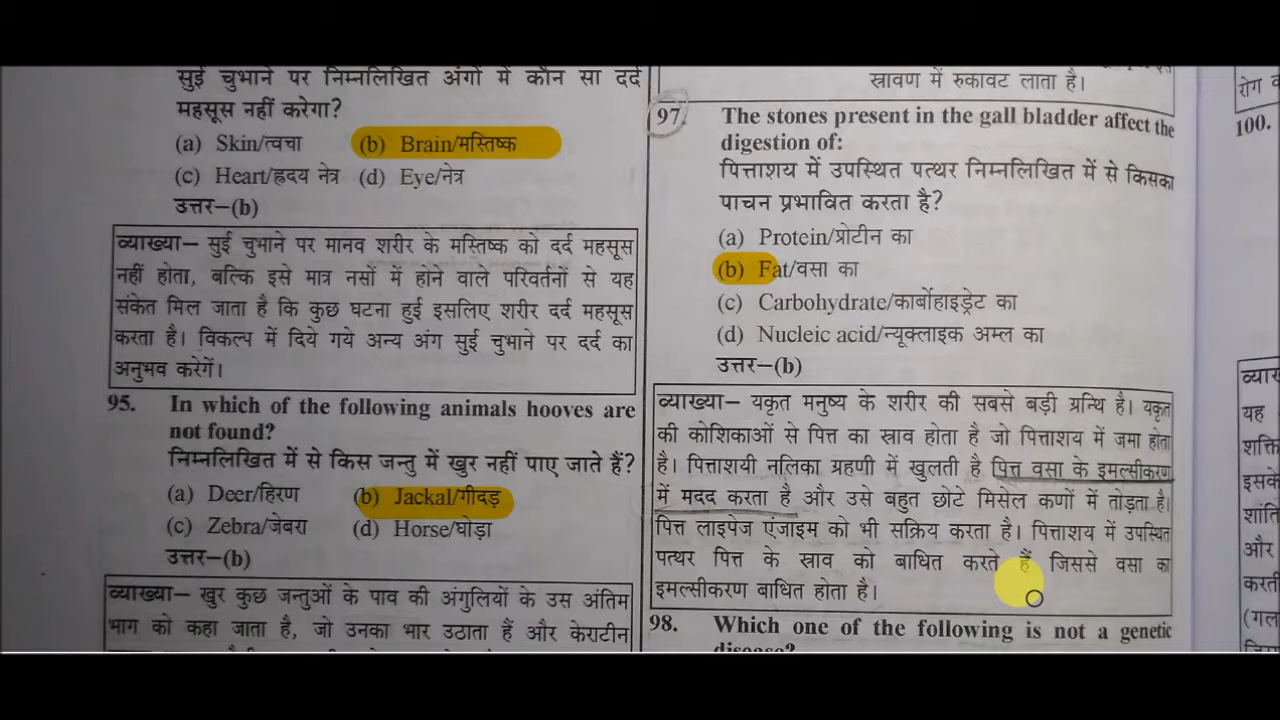 सुई चुभाने पर निम्नलिखित अंगों में कौन सा दर्द
महसूस नहीं करेगा?
(a) Skin/त्वचा (b) Brain/मस्तिष्क
(c) Heart/ह्रदय नेत्र (d) Eye/नेत्र
उत्तर–(b)
व्याख्या– सुई चुभाने पर मानव शरीर के मस्तिष्क को दर्द महसूस
नहीं होता, बल्कि इसे मात्र नसों में होने वाले परिवर्तनों से यह
संकेत मिल जाता है कि कुछ घटना हुई इसलिए शरीर दर्द महसूस
करता है। विकल्प में दिये गये अन्य अंग सुई चुभाने पर दर्द का
अनुभव करेगें।
95. In which of the following animals hooves are
not found?
निम्नलिखित में से किस जन्तु में खुर नहीं पाए जाते हैं?
(a) Deer/हिरण (b) Jackal/गीदड़
(c) Zebra/जेबरा (d) Horse/घोड़ा
उत्तर–(b)
व्याख्या– खुर कुछ जन्तुओं के पाव की अंगुलियों के उस अंतिम
भाग को कहा जाता है, जो उनका भार उठाता हैं और केराटीन
स्रावण में रुकावट लाता है।
97. The stones present in the gall bladder affect the
digestion of:
पित्ताशय में उपस्थित पत्थर निम्नलिखित में से किसका
पाचन प्रभावित करता है?
(a) Protein/प्रोटीन का
(b) Fat/वसा का
(c) Carbohydrate/कार्बोहाइड्रेट का
(d) Nucleic acid/न्यूक्लाइक अम्ल का
उत्तर–(b)
व्याख्या– यकृत मनुष्य के शरीर की सबसे बड़ी ग्रन्थि है। यकृत
की कोशिकाओं से पित्त का स्राव होता है जो पित्ताशय में जमा होता
है। पित्ताशयी नलिका ग्रहणी में खुलती है पित्त वसा के इमल्सीकरण
में मदद करता है और उसे बहुत छोटे मिसेल कणों में तोड़ता है।
पित्त लाइपेज एंजाइम को भी सक्रिय करता है। पित्ताशय में उपस्थित
पत्थर पित्त के स्राव को बाधित करते हैं जिससे वसा का
इमल्सीकरण बाधित होता है।
98. Which one of the following is not a genetic
disease?
रोग
100.
यह
इसके
और
करती